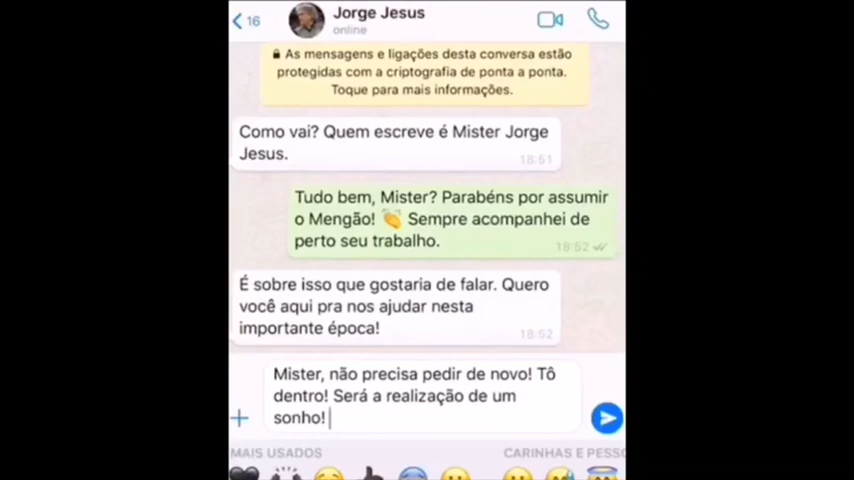 16
Jorge Jesus
online
As mensagens e ligações desta conversa estão
protegidas com a criptografia de ponta a ponta.
Toque para mais informações.
Como vai? Quem escreve é Mister Jorge
Jesus.
18:51
Tudo bem, Mister? Parabéns por assumir
o Mengão! 👏 Sempre acompanhei de
perto seu trabalho.
18:52
É sobre isso que gostaria de falar. Quero
você aqui pra nos ajudar nesta
importante época!
18:52
Mister, não precisa pedir de novo! Tô
dentro! Será a realização de um
sonho!
MAIS USADOS
CARINHAS E PESSO